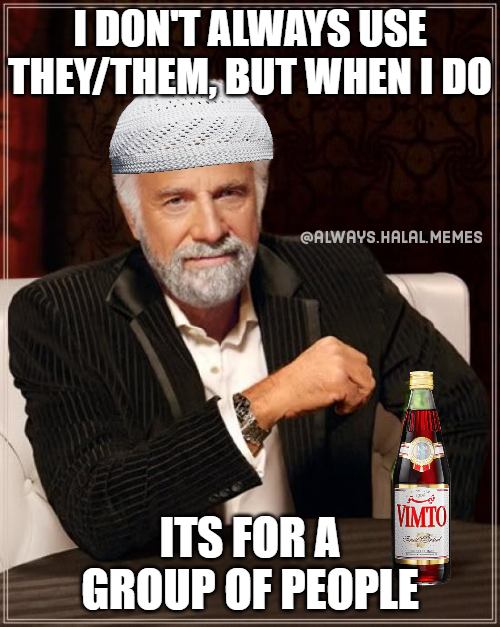 I DON'T ALWAYS USE
THEY/THEM, BUT WHEN I DO
@ALWAYS.HALAL.MEMES
VIMTO
ITS FOR A
GROUP OF PEOPLE